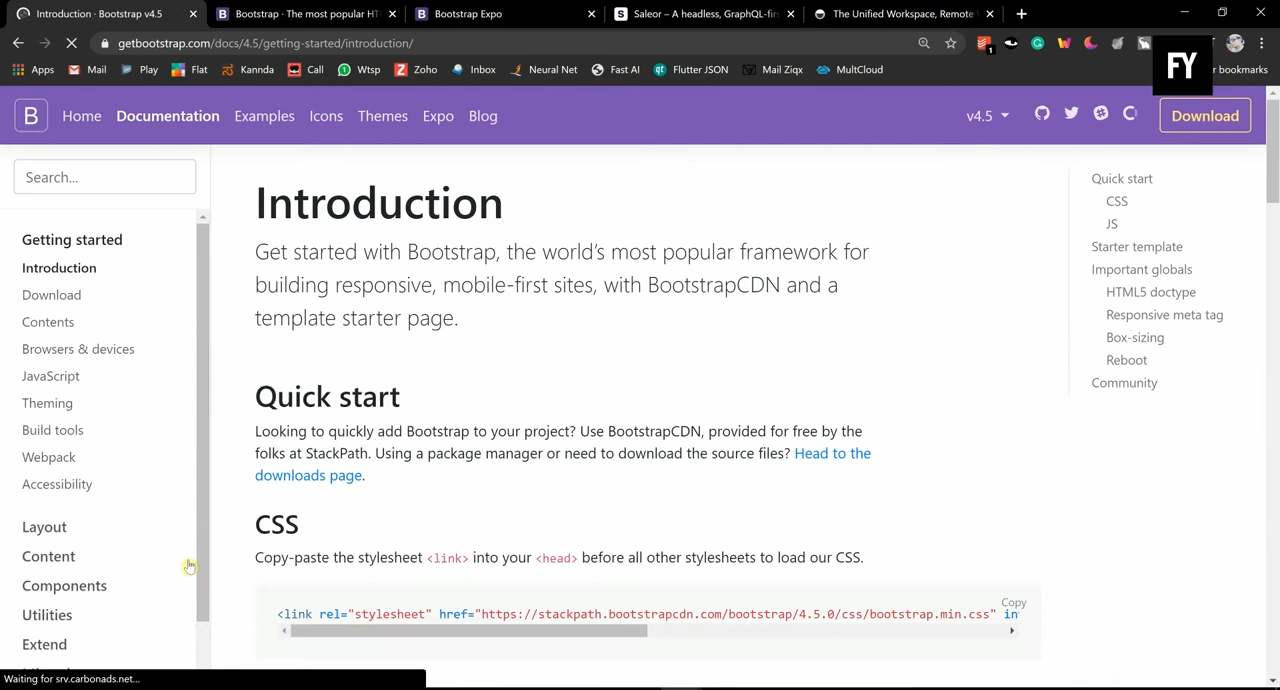 Introduction · Bootstrap v4.5
Bootstrap · The most popular HT
Bootstrap Expo
Saleor – A headless, GraphQL-fir
The Unified Workspace, Remote
getbootstrap.com/docs/4.5/getting-started/introduction/
Apps Mail Play Flat Kannda Call Wtsp Zoho Inbox Neural Net Fast AI Flutter JSON Mail Ziqx MultCloud r bookmarks
FY
B Home Documentation Examples Icons Themes Expo Blog v4.5 Download
Search...
Getting started
Introduction
Download
Contents
Browsers & devices
JavaScript
Theming
Build tools
Webpack
Accessibility
Layout
Content
Components
Utilities
Extend
Introduction
Get started with Bootstrap, the world’s most popular framework for
building responsive, mobile-first sites, with BootstrapCDN and a
template starter page.
Quick start
Looking to quickly add Bootstrap to your project? Use BootstrapCDN, provided for free by the
folks at StackPath. Using a package manager or need to download the source files? Head to the
downloads page.
CSS
Copy-paste the stylesheet <link> into your <head> before all other stylesheets to load our CSS.
Copy
<link rel="stylesheet" href="https://stackpath.bootstrapcdn.com/bootstrap/4.5.0/css/bootstrap.min.css" in
Quick start
CSS
JS
Starter template
Important globals
HTML5 doctype
Responsive meta tag
Box-sizing
Reboot
Community
Waiting for srv.carbonads.net...